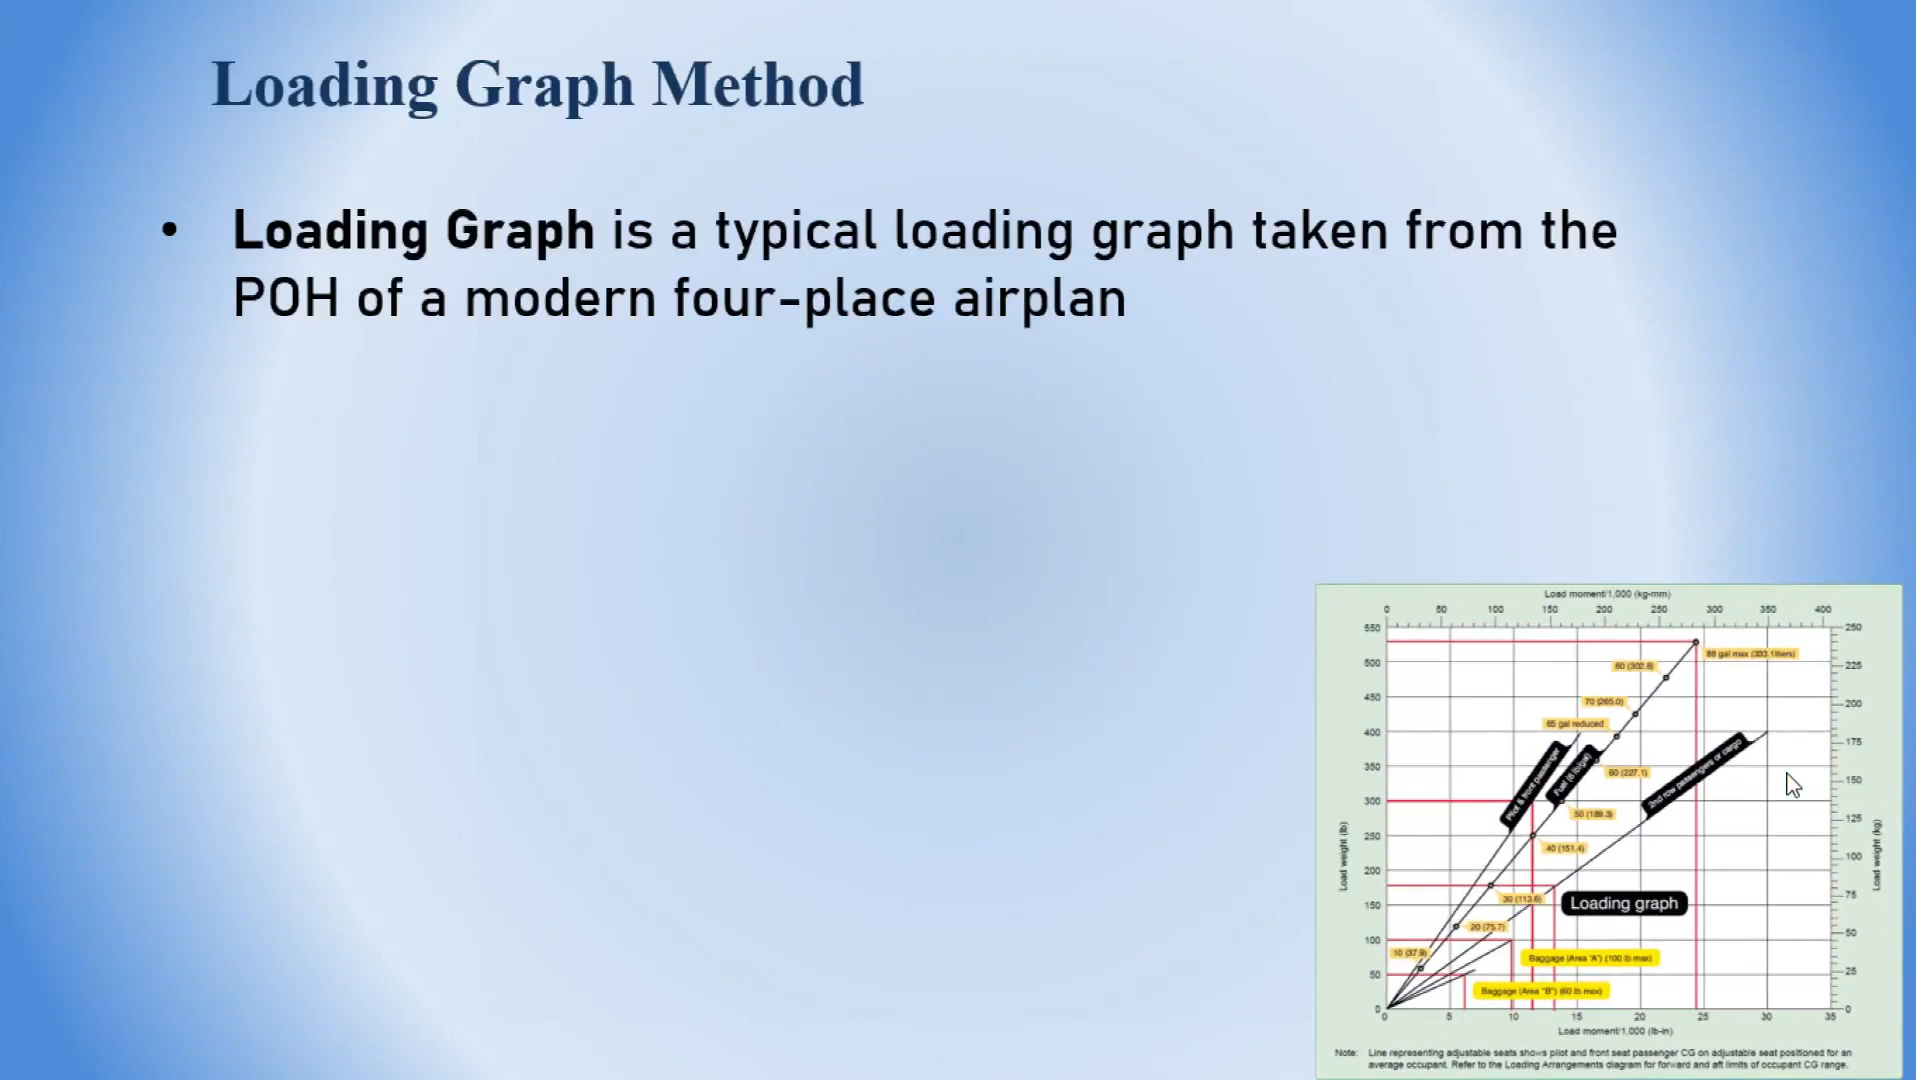 Loading Graph Method
• Loading Graph is a typical loading graph taken from the
POH of a modern four-place airplan
Load moment/1,000 (kg-mm)
0 50 100 150 200 250 300 350 400
550 500 450 400 350 300 250 200 150 100 50 0
Load weight (lb)
250 225 200 175 150 125 100 75 50 25 0
Load weight (kg)
88 gal max (333.1 liters)
80 (302.8)
70 (265.0)
65 gal reduced
60 (227.1)
50 (189.3)
40 (151.4)
30 (113.6)
20 (75.7)
10 (37.9)
Pilot & front passenger
Fuel (6 lb/gal)
2nd row passengers or cargo
Loading graph
Baggage (Area "A") (100 lb max)
Baggage (Area "B") (60 lb max)
0 5 10 15 20 25 30 35
Load moment/1,000 (lb-in)
Note: Line representing adjustable seats shows pilot and front seat passenger CG on adjustable seat positioned for an
average occupant. Refer to the Loading Arrangements diagram for forward and aft limits of occupant CG range.